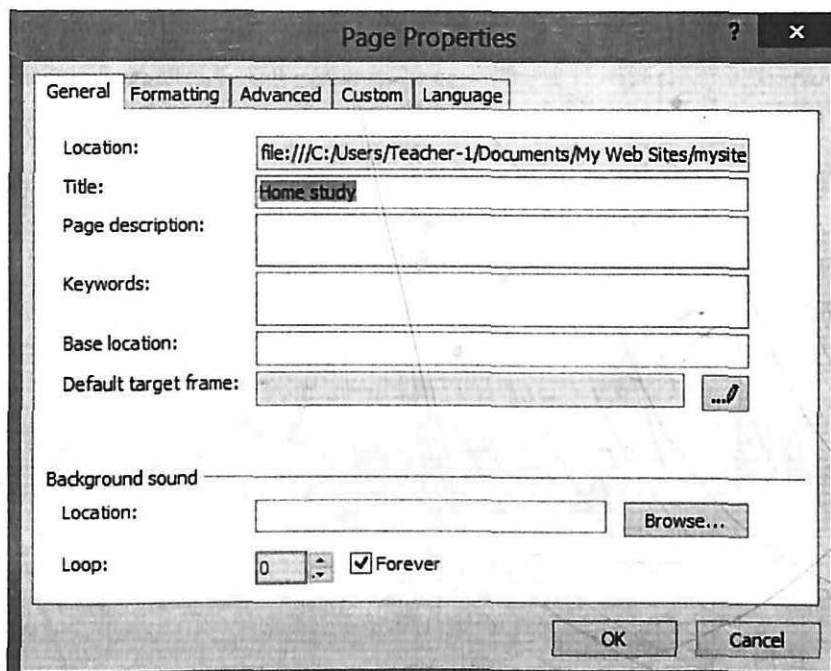 Page Properties ? ×
General Formatting Advanced Custom Language
Location: file:///C:/Users/Teacher-1/Documents/My Web Sites/mysite
Title: Home study
Page description:
Keywords:
Base location:
Default target frame: ...
Background sound
Location: Browse...
Loop: 0 Forever
OK Cancel